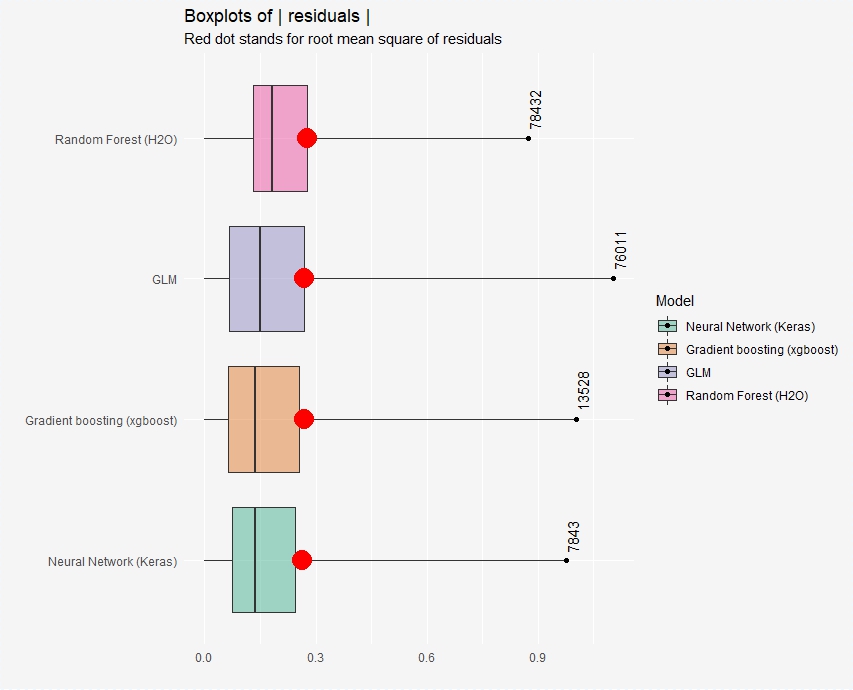 Boxplots of | residuals |
Red dot stands for root mean square of residuals
Random Forest (H2O)
78432
GLM
76011
Gradient boosting (xgboost)
13528
Neural Network (Keras)
7843
0.0
0.3
0.6
0.9
Model
Neural Network (Keras)
Gradient boosting (xgboost)
GLM
Random Forest (H2O)